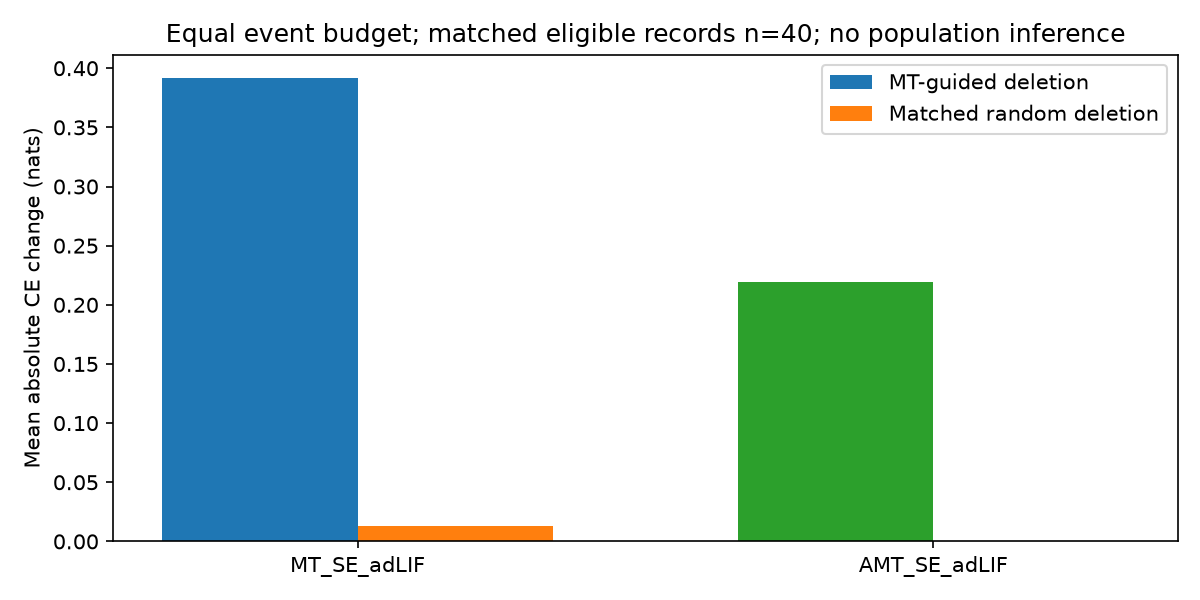 Equal event budget; matched eligible records n=40; no population inference
MT-guided deletion
Matched random deletion
Mean absolute CE change (nats)
0.40
0.35
0.30
0.25
0.20
0.15
0.10
0.05
0.00
MT_SE_adLIF
AMT_SE_adLIF